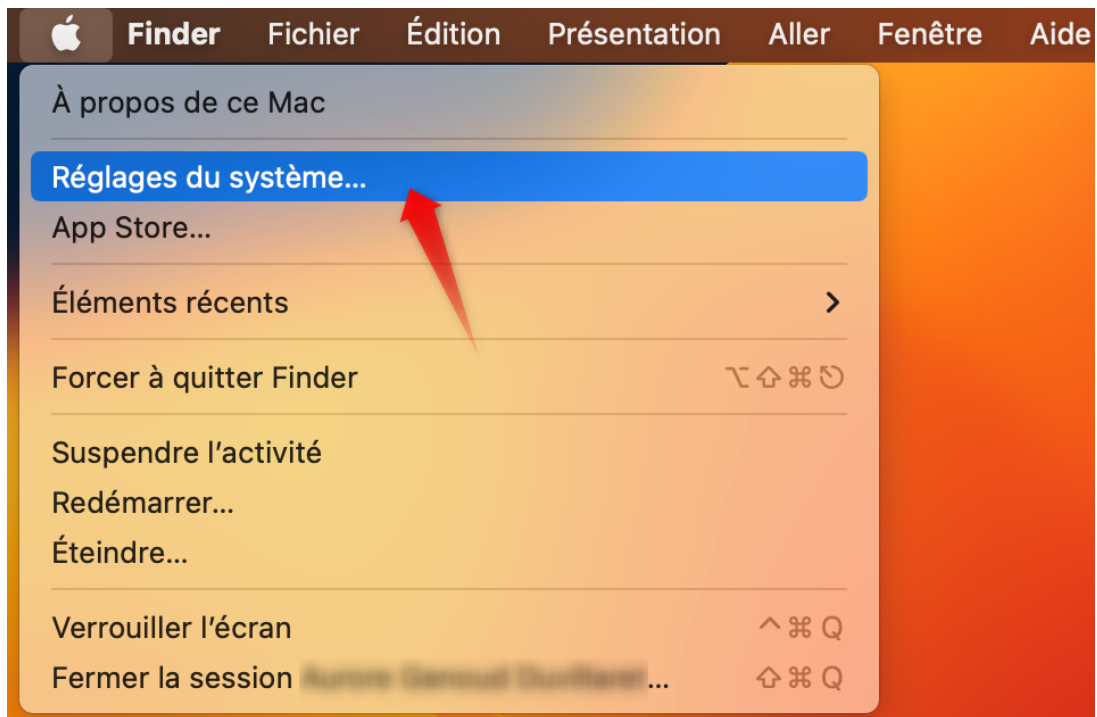 Finder Fichier Édition Présentation Aller Fenêtre Aide
À propos de ce Mac
Réglages du système...
App Store...
Éléments récents
Forcer à quitter Finder ⌥⇧⌘⎋
Suspendre l’activité
Redémarrer...
Éteindre...
Verrouiller l’écran ^⌘Q
Fermer la session ... ⇧⌘Q